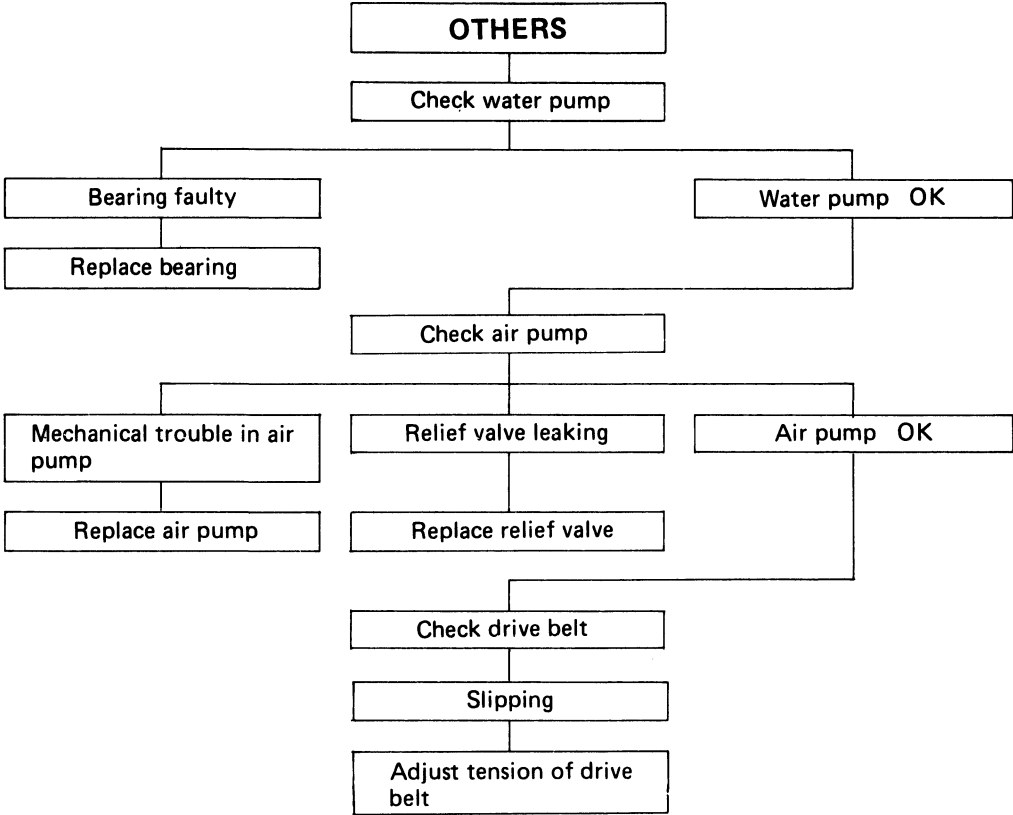 OTHERS
Check water pump
Bearing faulty
Water pump OK
Replace bearing
Check air pump
Mechanical trouble in air
pump
Relief valve leaking
Air pump OK
Replace air pump
Replace relief valve
Check drive belt
Slipping
Adjust tension of drive
belt